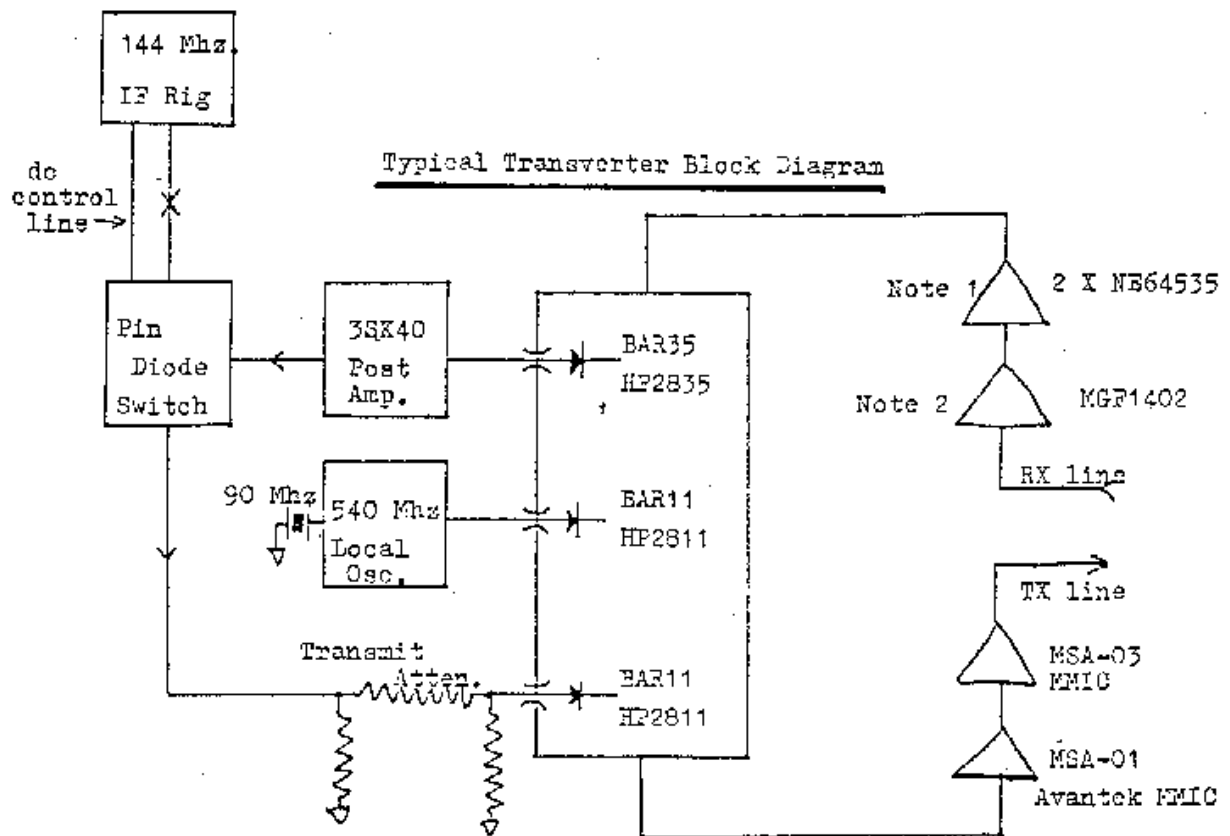 144 Mhz.
IF Rig
Typical Transverter Block Diagram
dc
control
line
Note 1
2 X NE64535
Pin
Diode
Switch
3SK40
Post
Amp.
BAR35
HP2835
Note 2
MGF1402
RX line
90 Mhz
540 Mhz
Local
Osc.
BAR11
HP2811
TX line
Transmit
Atten.
BAR11
HP2811
MSA-03
MMIC
MSA-01
Avantek MMIC